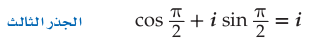 الجذر الثالث cos π/2 + i sin π/2 = i